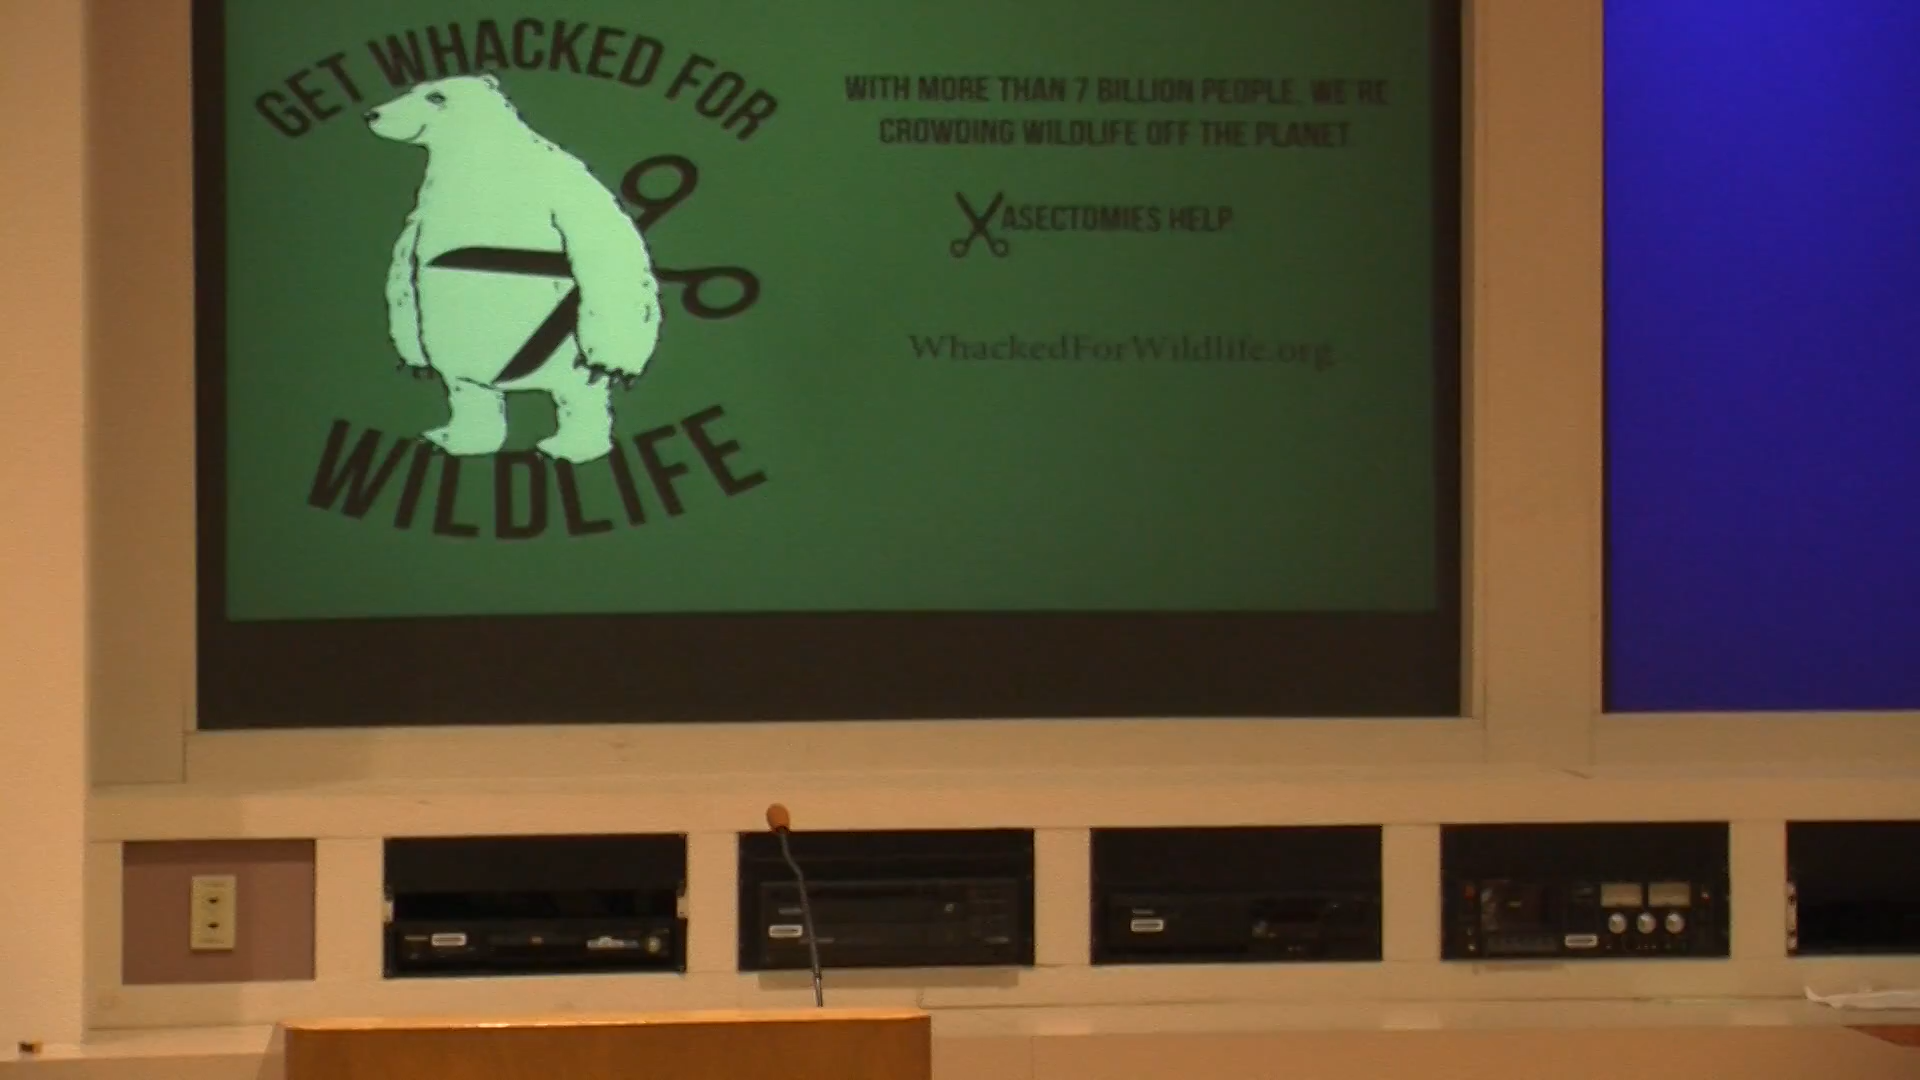 GET WHACKED FOR
WILDLIFE
WITH MORE THAN 7 BILLION PEOPLE, WE'RE
CROWDING WILDLIFE OFF THE PLANET.
VASECTOMIES HELP
WhackedForWildlife.org